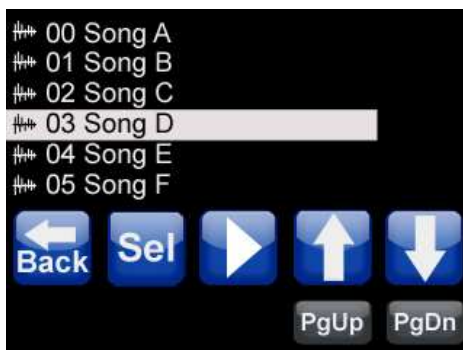 00 Song A
01 Song B
02 Song C
03 Song D
04 Song E
05 Song F
Back Sel
PgUp PgDn